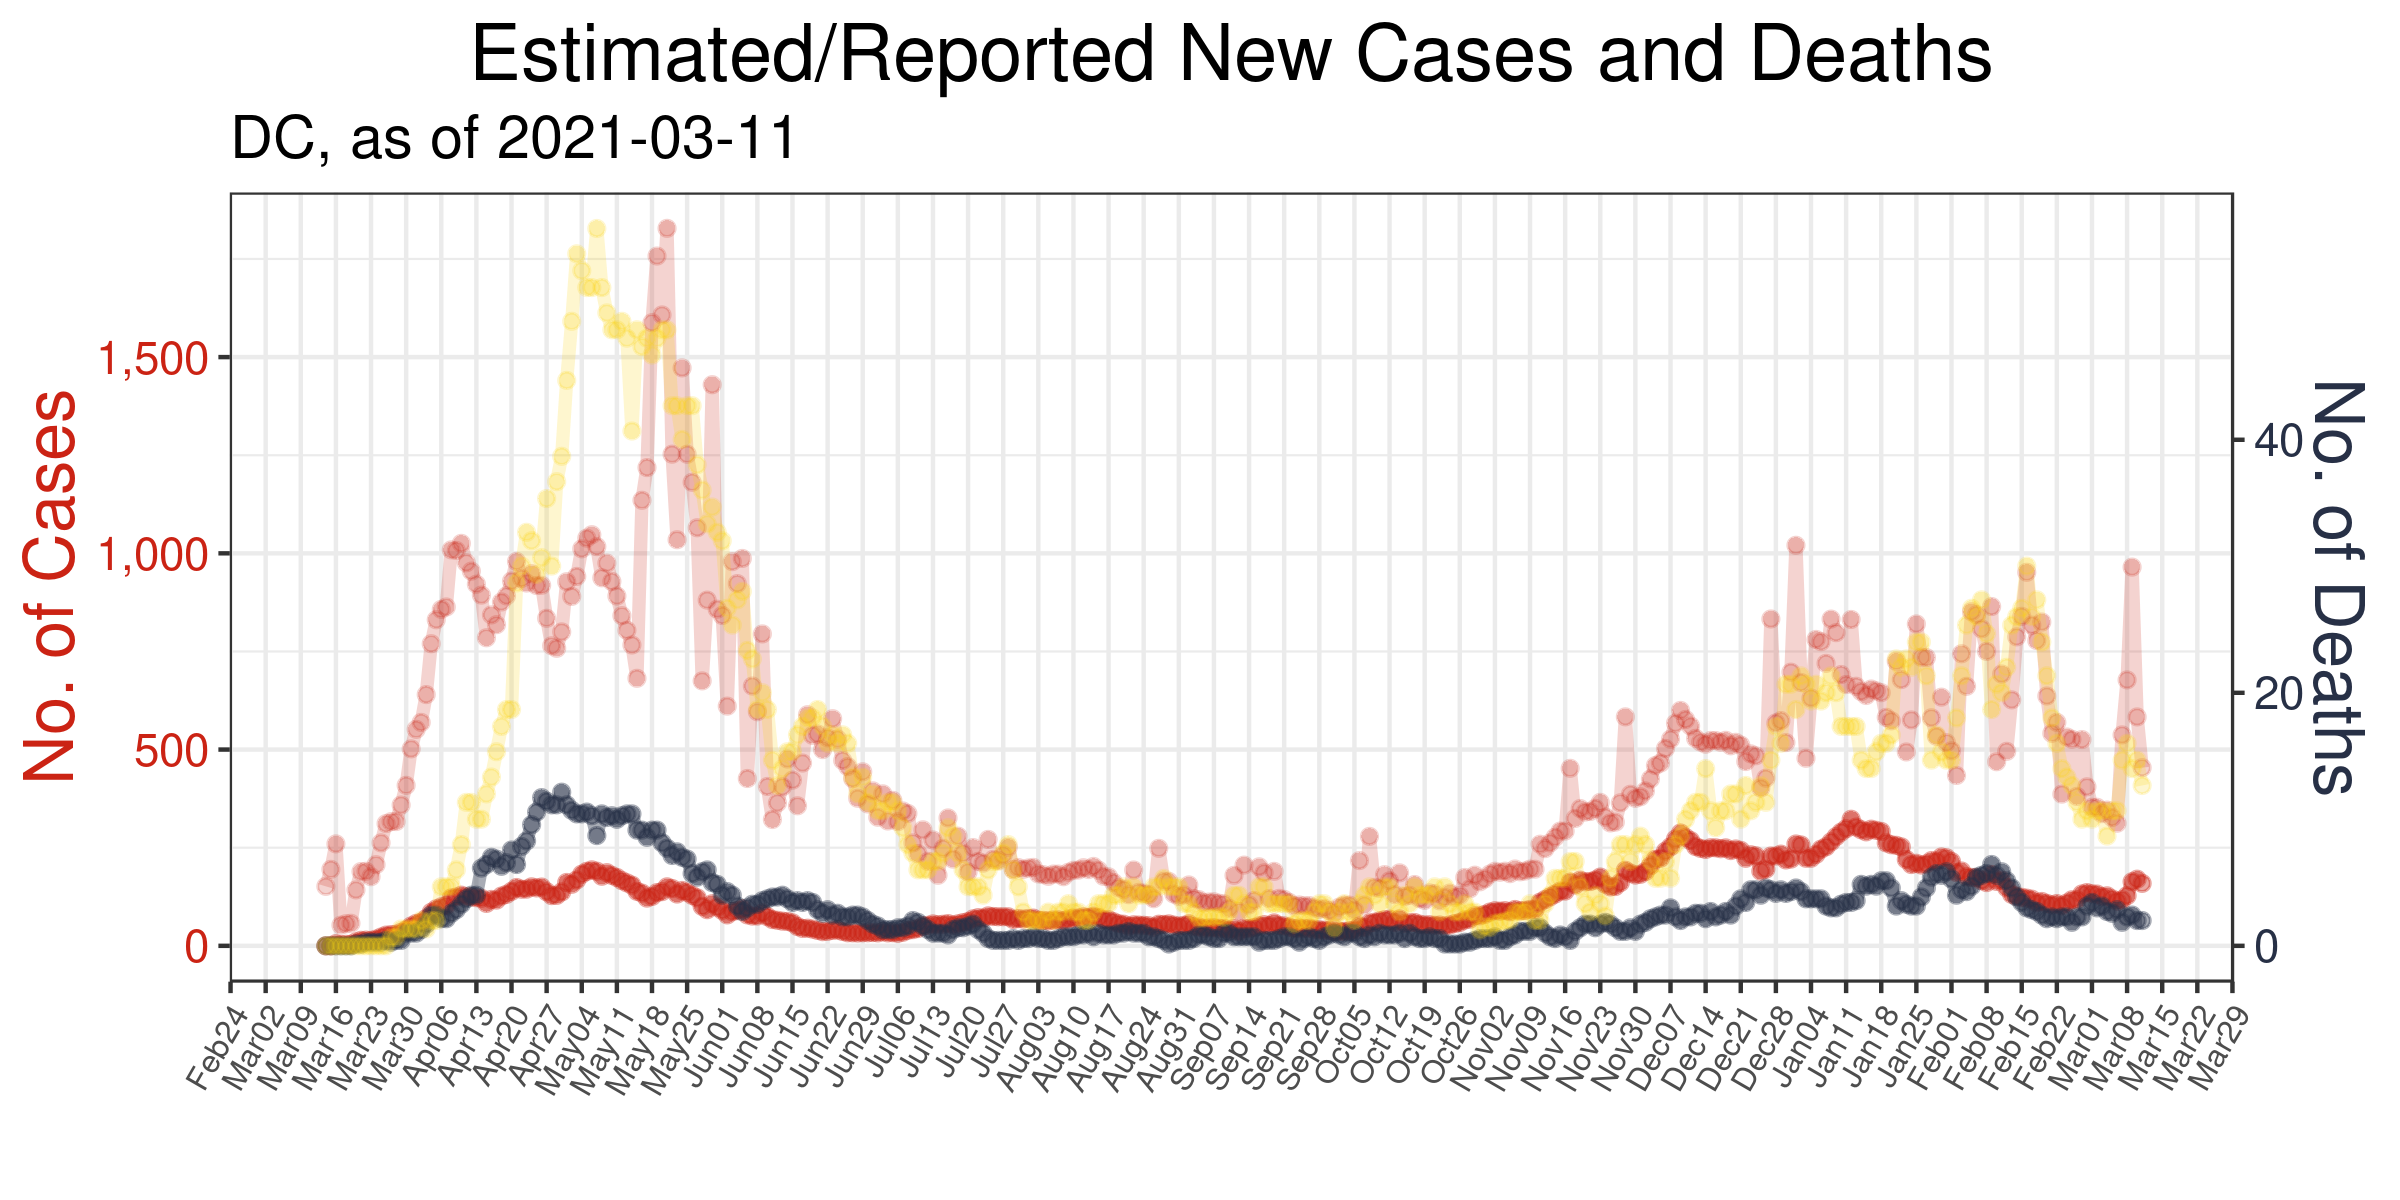 Estimated/Reported New Cases and Deaths
DC, as of 2021-03-11
No. of Cases
1,500
1,000
500
0
40
20
0
No. of Deaths
Feb24
Mar02
Mar09
Mar16
Mar23
Mar30
Apr06
Apr13
Apr20
Apr27
May04
May11
May18
May25
Jun01
Jun08
Jun15
Jun22
Jun29
Jul06
Jul13
Jul20
Jul27
Aug03
Aug10
Aug17
Aug24
Aug31
Sep07
Sep14
Sep21
Sep28
Oct05
Oct12
Oct19
Oct26
Nov02
Nov09
Nov16
Nov23
Nov30
Dec07
Dec14
Dec21
Dec28
Jan04
Jan11
Jan18
Jan25
Feb01
Feb08
Feb15
Feb22
Mar01
Mar08
Mar15
Mar22
Mar29